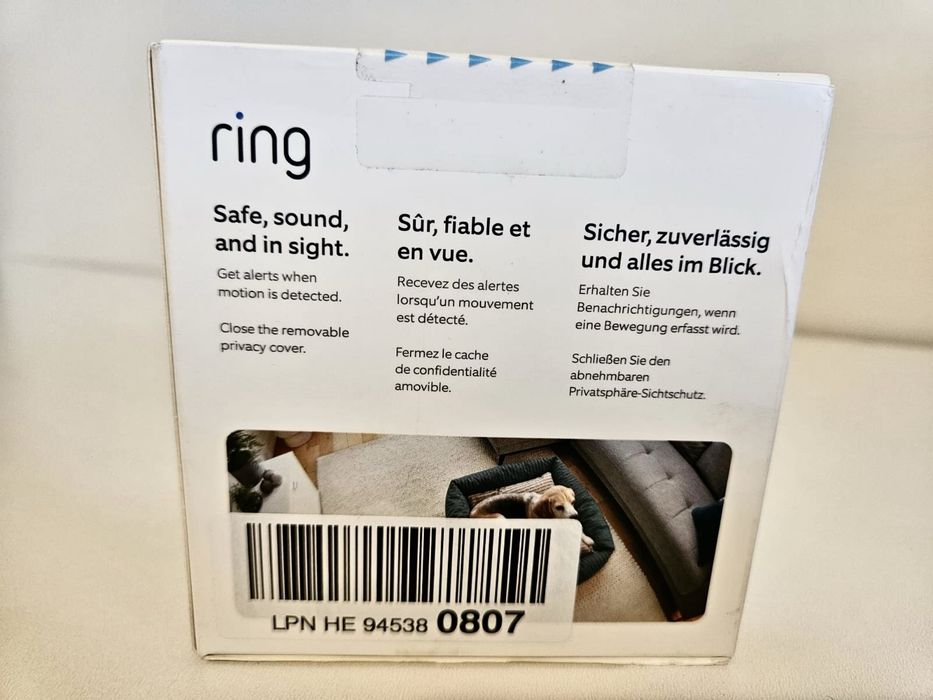 ring
Safe, sound,
and in sight.
Get alerts when
motion is detected.
Close the removable
privacy cover.
Sûr, fiable et
en vue.
Recevez des alertes
lorsqu'un mouvement
est détecté.
Fermez le cache
de confidentialité
amovible.
Sicher, zuverlässig
und alles im Blick.
Erhalten Sie
Benachrichtigungen, wenn
eine Bewegung erfasst wird.
Schließen Sie den
abnehmbaren
Privatsphäre-Sichtschutz.
LPN HE 94538 0807